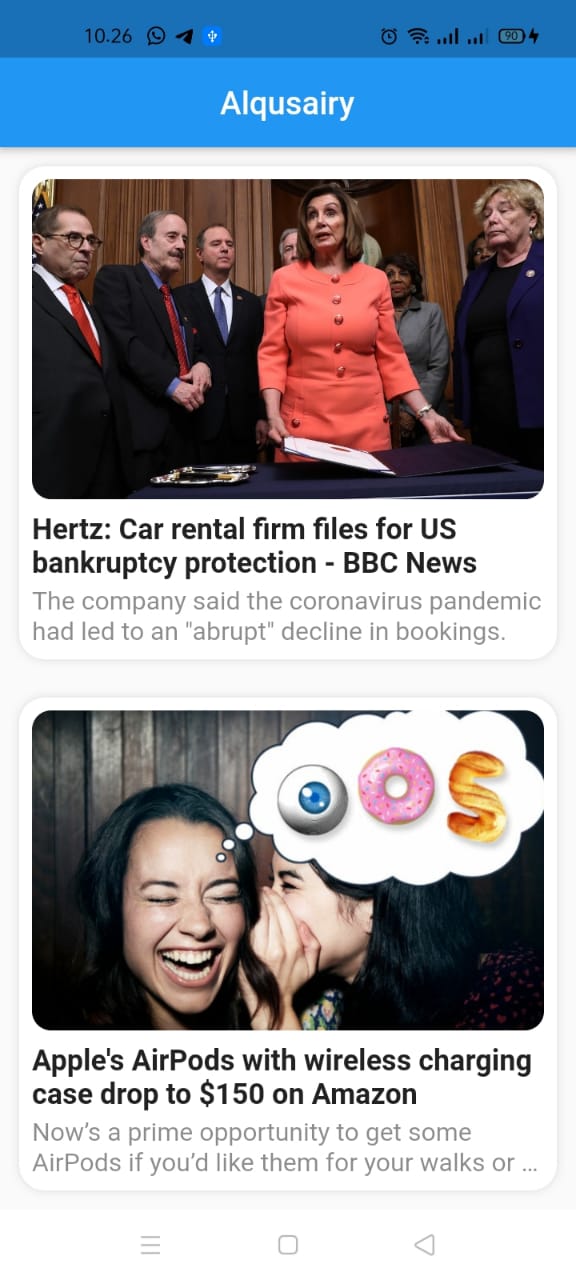 10.26
90
Alqusairy
Hertz: Car rental firm files for US
bankruptcy protection - BBC News
The company said the coronavirus pandemic
had led to an "abrupt" decline in bookings.
Apple's AirPods with wireless charging
case drop to $150 on Amazon
Now’s a prime opportunity to get some
AirPods if you’d like them for your walks or ...